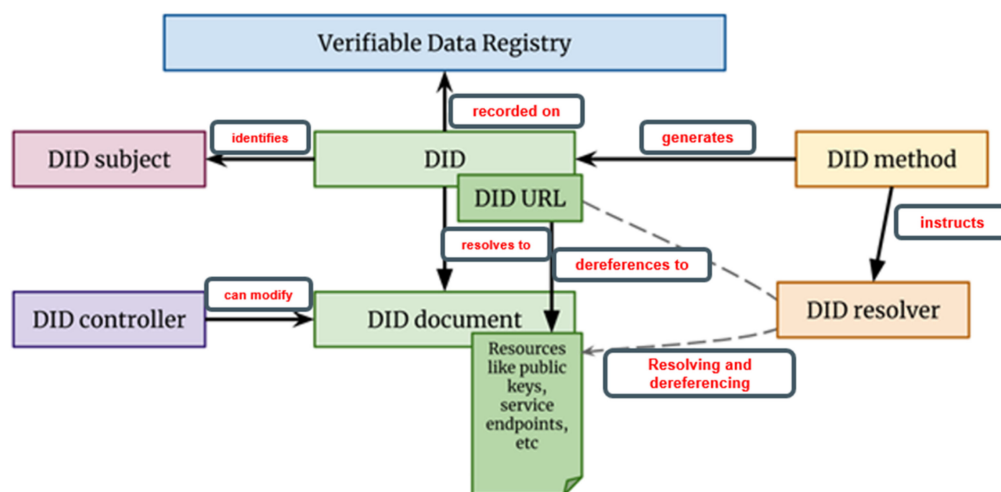 Verifiable Data Registry
recorded on
identifies
generates
DID subject
DID
DID method
DID URL
instructs
resolves to
dereferences to
can modify
DID controller
DID document
DID resolver
Resources
like public
keys,
service
endpoints,
etc
Resolving and
dereferencing